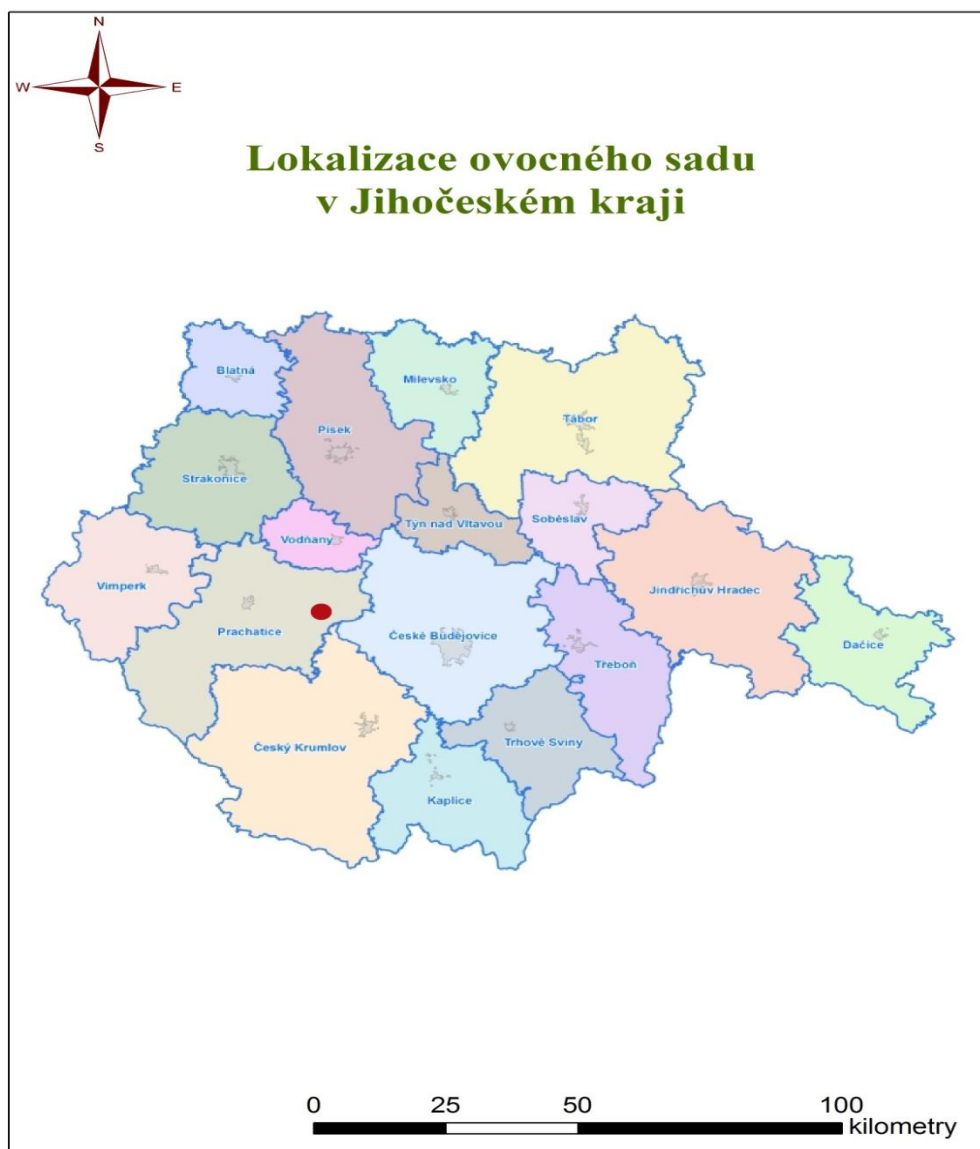 N
W E
S
Lokalizace ovocného sadu
v Jihočeském kraji
Blatná
Milevsko
Písek
Tábor
Strakonice
Týn nad Vltavou
Soběslav
Vodňany
Vimperk
Jindřichův Hradec
Prachatice
České Budějovice
Třeboň
Dačice
Český Krumlov
Trhové Sviny
Kaplice
0 25 50 100
kilometry